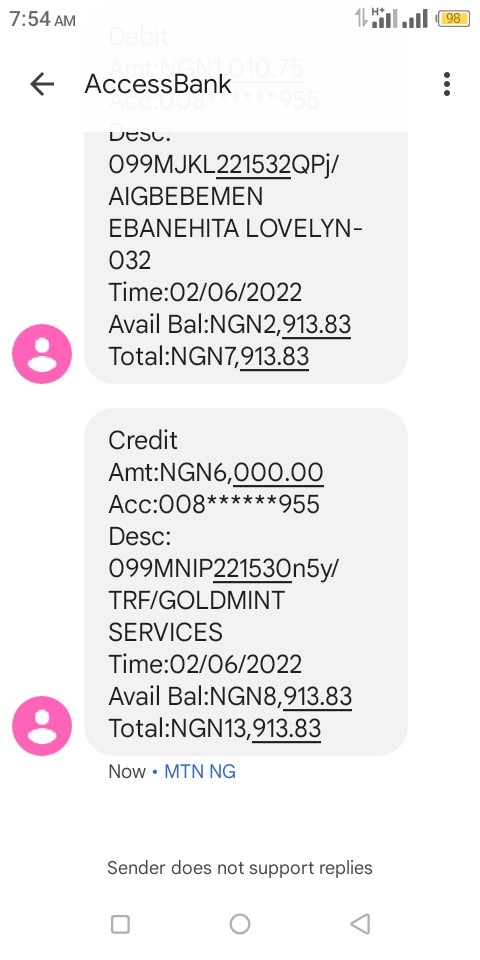 7:54 AM
H+
98
Debit
AccessBank
Amt:NGN1,010.75
Acc:008******955
Desc:
099MJKL221532QPj/
AIGBEBEMEN
EBANEHITA LOVELYN-
032
Time:02/06/2022
Avail Bal:NGN2,913.83
Total:NGN7,913.83
Credit
Amt:NGN6,000.00
Acc:008******955
Desc:
099MNIP221530n5y/
TRF/GOLDMINT
SERVICES
Time:02/06/2022
Avail Bal:NGN8,913.83
Total:NGN13,913.83
Now • MTN NG
Sender does not support replies